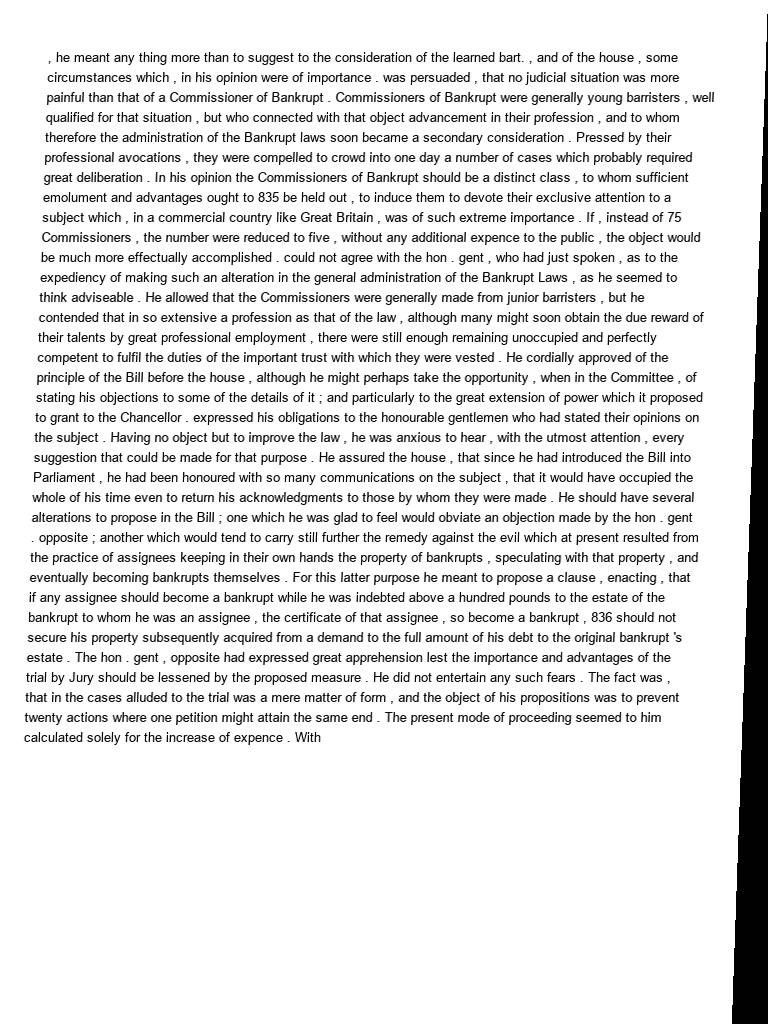 , he meant any thing more than to suggest to the consideration of the learned bart. , and of the house , some
circumstances which , in his opinion were of importance . was persuaded , that no judicial situation was more
painful than that of a Commissioner of Bankrupt . Commissioners of Bankrupt were generally young barristers , well
qualified for that situation , but who connected with that object advancement in their profession , and to whom
therefore the administration of the Bankrupt laws soon became a secondary consideration . Pressed by their
professional avocations , they were compelled to crowd into one day a number of cases which probably required
great deliberation . In his opinion the Commissioners of Bankrupt should be a distinct class , to whom sufficient
emolument and advantages ought to 835 be held out , to induce them to devote their exclusive attention to a
subject which , in a commercial country like Great Britain , was of such extreme importance . If , instead of 75
Commissioners , the number were reduced to five , without any additional expence to the public , the object would
be much more effectually accomplished . could not agree with the hon . gent , who had just spoken , as to the
expediency of making such an alteration in the general administration of the Bankrupt Laws , as he seemed to
think adviseable . He allowed that the Commissioners were generally made from junior barristers , but he
contended that in so extensive a profession as that of the law , although many might soon obtain the due reward of
their talents by great professional employment , there were still enough remaining unoccupied and perfectly
competent to fulfil the duties of the important trust with which they were vested . He cordially approved of the
principle of the Bill before the house , although he might perhaps take the opportunity , when in the Committee , of
stating his objections to some of the details of it ; and particularly to the great extension of power which it proposed
to grant to the Chancellor . expressed his obligations to the honourable gentlemen who had stated their opinions on
the subject . Having no object but to improve the law , he was anxious to hear , with the utmost attention , every
suggestion that could be made for that purpose . He assured the house , that since he had introduced the Bill into
Parliament , he had been honoured with so many communications on the subject , that it would have occupied the
whole of his time even to return his acknowledgments to those by whom they were made . He should have several
alterations to propose in the Bill ; one which he was glad to feel would obviate an objection made by the hon . gent
. opposite ; another which would tend to carry still further the remedy against the evil which at present resulted from
the practice of assignees keeping in their own hands the property of bankrupts , speculating with that property , and
eventually becoming bankrupts themselves . For this latter purpose he meant to propose a clause , enacting , that
if any assignee should become a bankrupt while he was indebted above a hundred pounds to the estate of the
bankrupt to whom he was an assignee , the certificate of that assignee , so become a bankrupt , 836 should not
secure his property subsequently acquired from a demand to the full amount of his debt to the original bankrupt 's
estate . The hon . gent , opposite had expressed great apprehension lest the importance and advantages of the
trial by Jury should be lessened by the proposed measure . He did not entertain any such fears . The fact was ,
that in the cases alluded to the trial was a mere matter of form , and the object of his propositions was to prevent
twenty actions where one petition might attain the same end . The present mode of proceeding seemed to him
calculated solely for the increase of expence . With